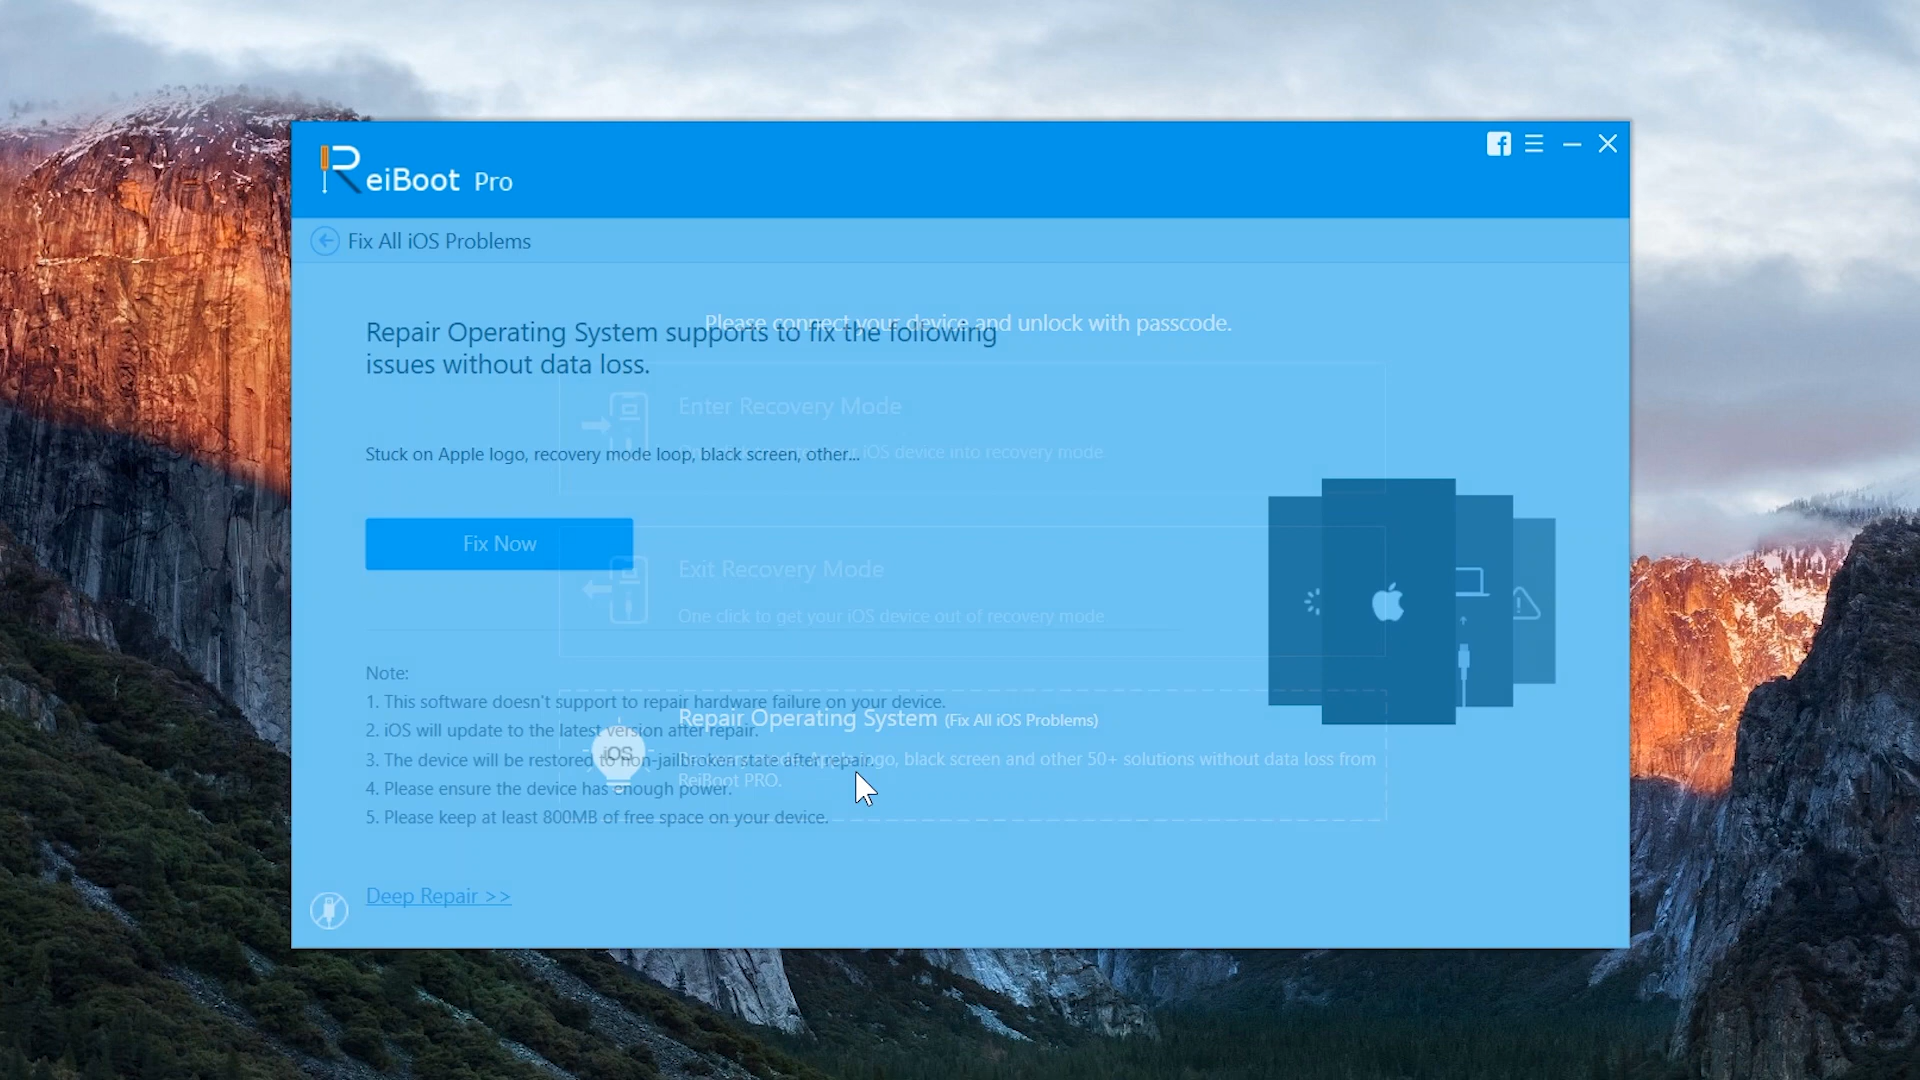 ReiBoot Pro
Fix All iOS Problems
Please connect your device and unlock with passcode.
Repair Operating System supports to fix the following
issues without data loss.
Enter Recovery Mode
iOS device into recovery mode
Stuck on Apple logo, recovery mode loop, black screen, other...
Fix Now
Exit Recovery Mode
One click to get your iOS device out of recovery mode
Note:
1. This software doesn't support to repair hardware failure on your device.
Repair Operating System (Fix All iOS Problems)
2. iOS will update to the latest version after repair.
iOS
3. The device will be restored to non-jailbroken state after repair.
logo, black screen and other 50+ solutions without data loss from
ReiBoot PRO.
4. Please ensure the device has enough power.
5. Please keep at least 800MB of free space on your device.
Deep Repair >>